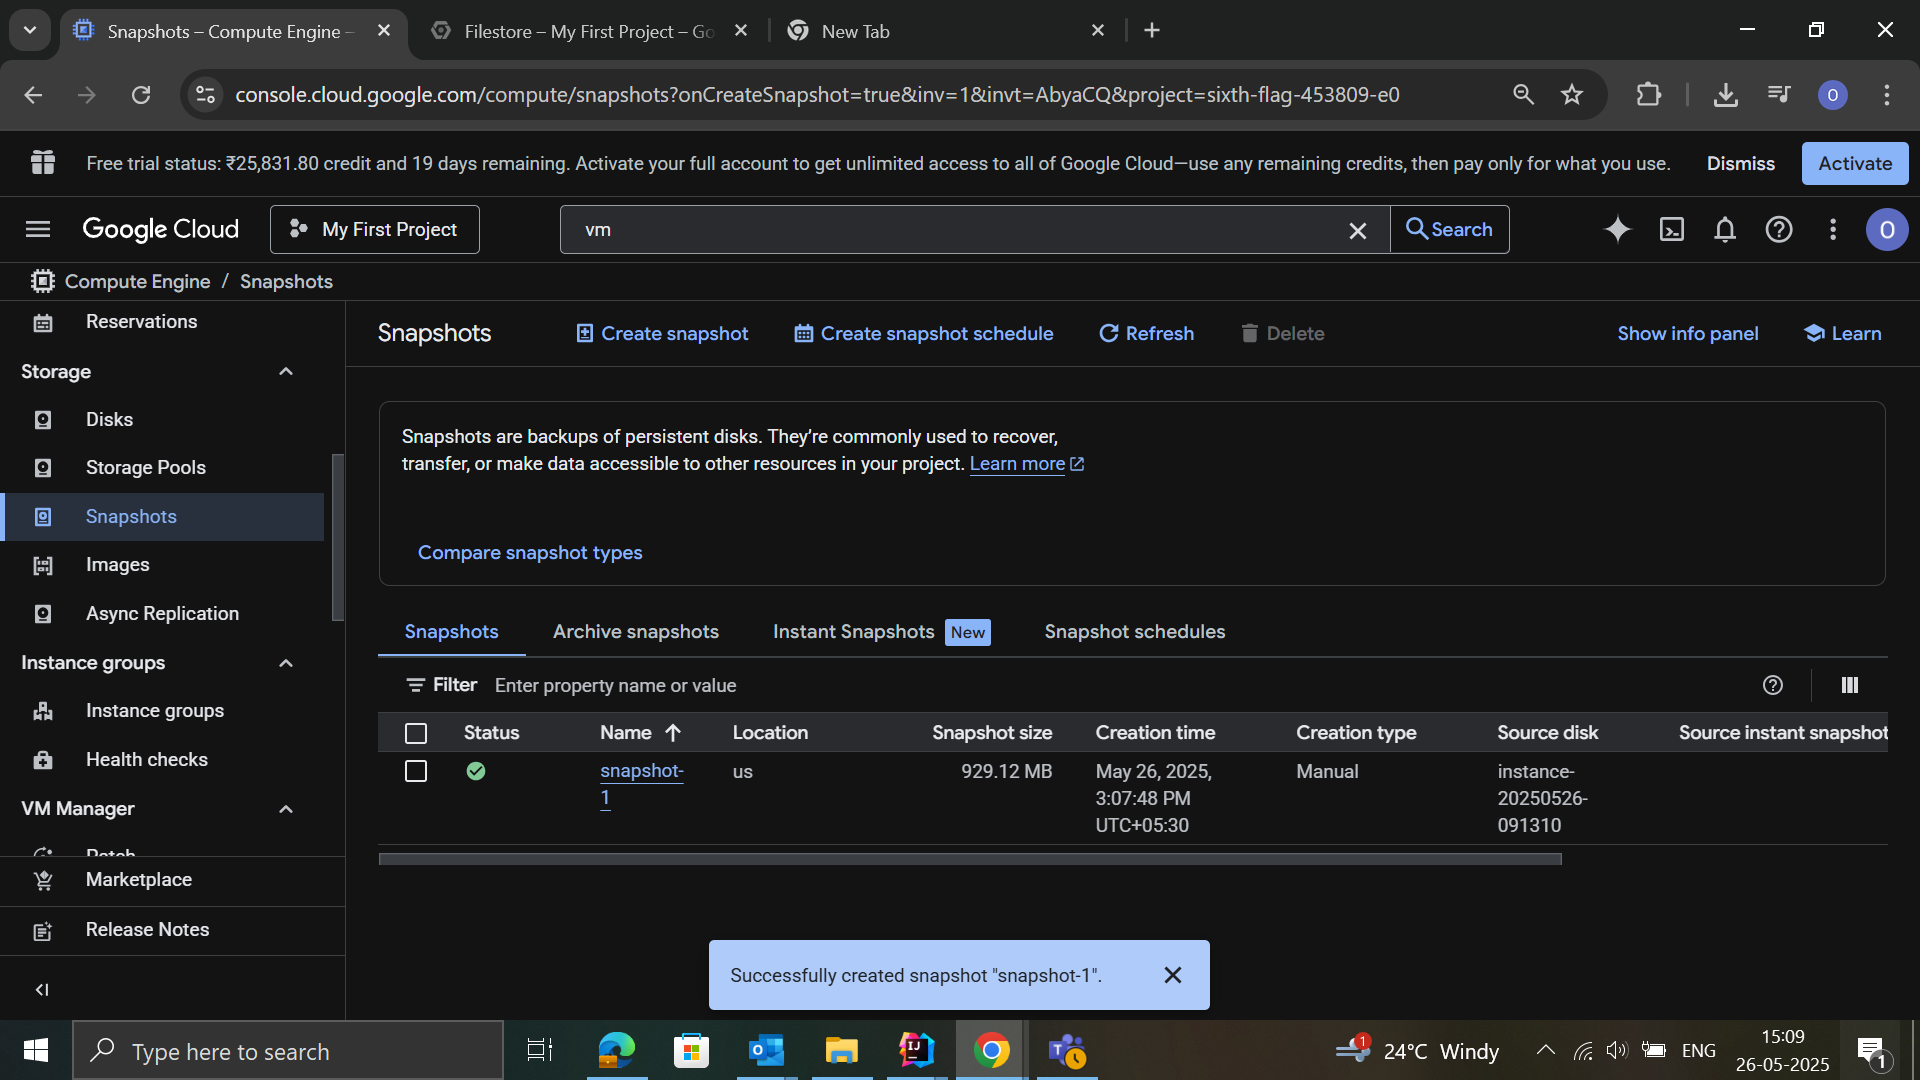 Snapshots – Compute Engine –
Filestore – My First Project – Go
New Tab
console.cloud.google.com/compute/snapshots?onCreateSnapshot=true&inv=1&invt=AbyaCQ&project=sixth-flag-453809-e0
O
Free trial status: ₹25,831.80 credit and 19 days remaining. Activate your full account to get unlimited access to all of Google Cloud—use any remaining credits, then pay only for what you use.
Dismiss
Activate
Google Cloud
My First Project
vm
Search
O
Compute Engine / Snapshots
Reservations
Storage
Disks
Storage Pools
Snapshots
Images
Async Replication
Instance groups
Instance groups
Health checks
VM Manager
Patch
Marketplace
Release Notes
Snapshots
Create snapshot
Create snapshot schedule
Refresh
Delete
Show info panel
Learn
Snapshots are backups of persistent disks. They’re commonly used to recover,
transfer, or make data accessible to other resources in your project. Learn more
Compare snapshot types
Snapshots
Archive snapshots
Instant Snapshots New
Snapshot schedules
Filter Enter property name or value
Status Name Location Snapshot size Creation time Creation type Source disk Source instant snapshot
snapshot-
1
us
929.12 MB
May 26, 2025,
3:07:48 PM
UTC+05:30
Manual
instance-
20250526-
091310
Successfully created snapshot "snapshot-1".
Type here to search
1
24°C Windy
ENG
15:09
26-05-2025
1